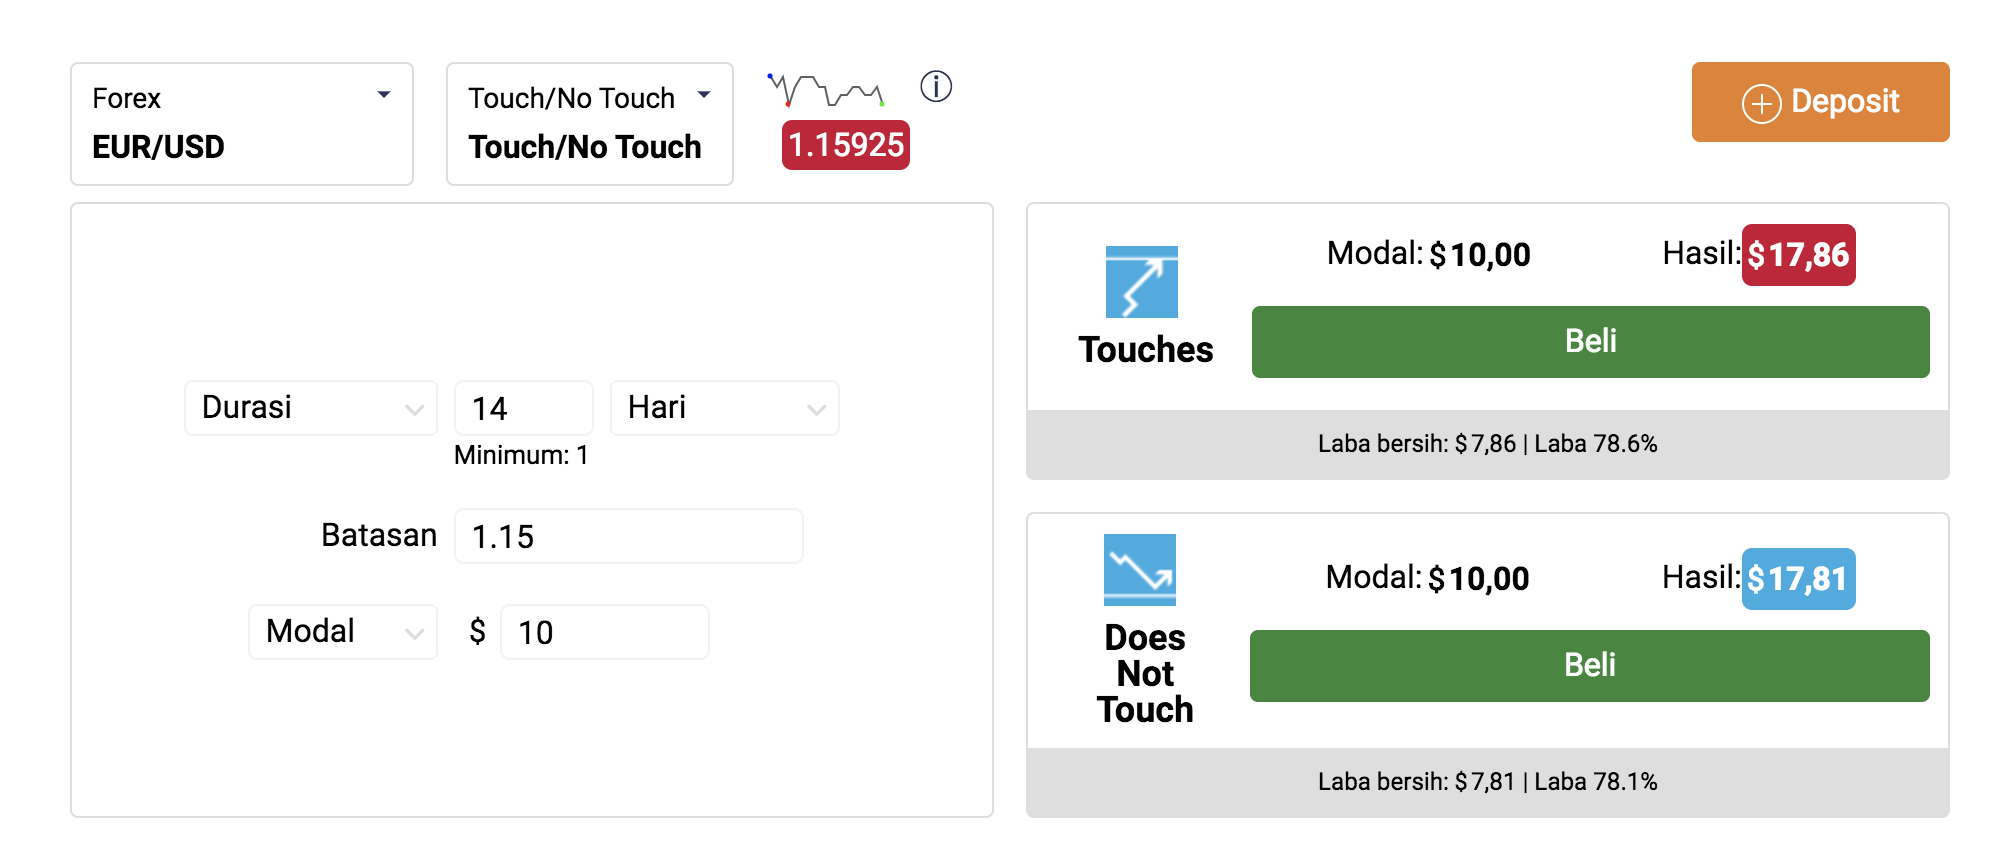 Forex
EUR/USD
Touch/No Touch
Touch/No Touch
1.15925
Deposit
Durasi
14
Hari
Minimum: 1
Batasan
1.15
Modal
$ 10
Modal: $10,00
Hasil: $17,86
Touches
Beli
Laba bersih: $7,86 | Laba 78.6%
Modal: $10,00
Hasil: $17,81
Does
Not
Touch
Beli
Laba bersih: $7,81 | Laba 78.1%